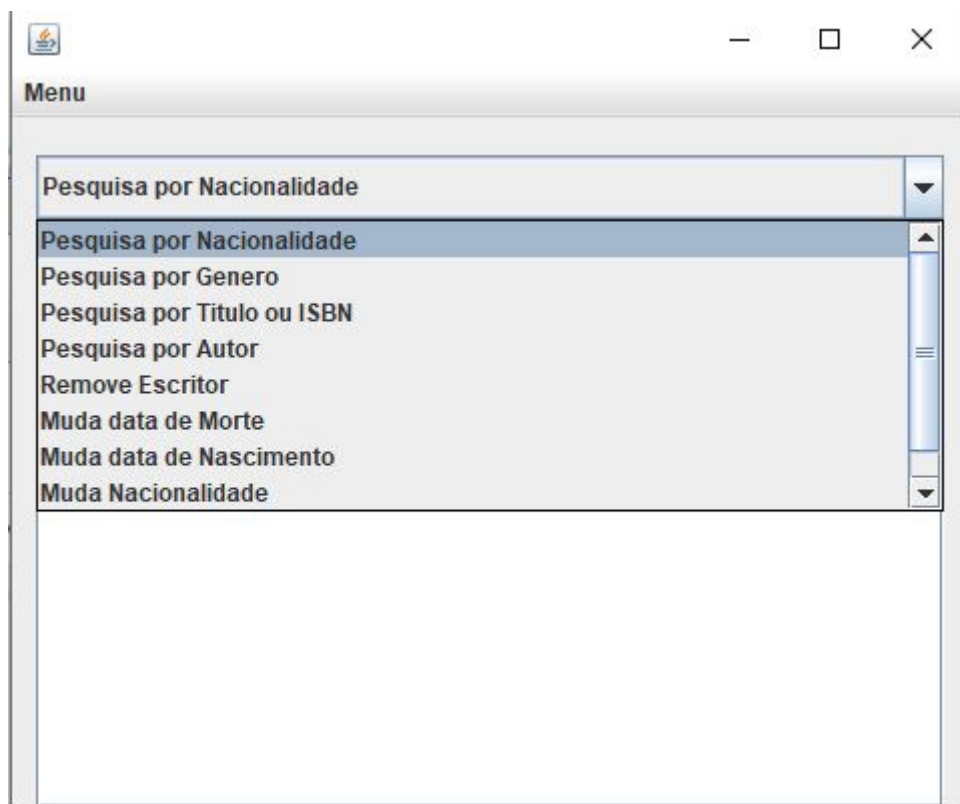 Menu
Pesquisa por Nacionalidade
Pesquisa por Nacionalidade
Pesquisa por Genero
Pesquisa por Titulo ou ISBN
Pesquisa por Autor
Remove Escritor
Muda data de Morte
Muda data de Nascimento
Muda Nacionalidade